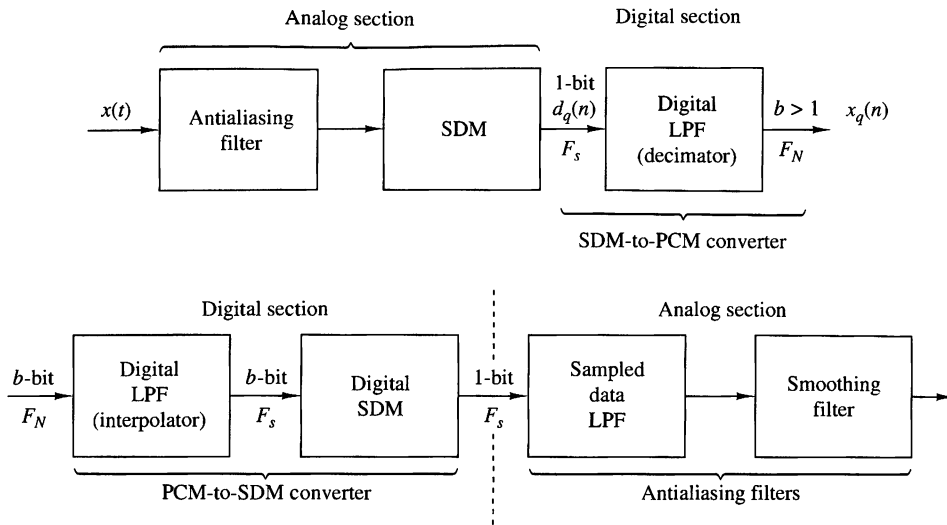 Analog section
Digital section
x(t)
Antialiasing
filter
SDM
1-bit
d_q(n)
F_s
Digital
LPF
(decimator)
b > 1
F_N
x_q(n)
SDM-to-PCM converter
Digital section
Analog section
b-bit
F_N
Digital
LPF
(interpolator)
b-bit
F_s
Digital
SDM
1-bit
F_s
Sampled
data
LPF
Smoothing
filter
PCM-to-SDM converter
Antialiasing filters